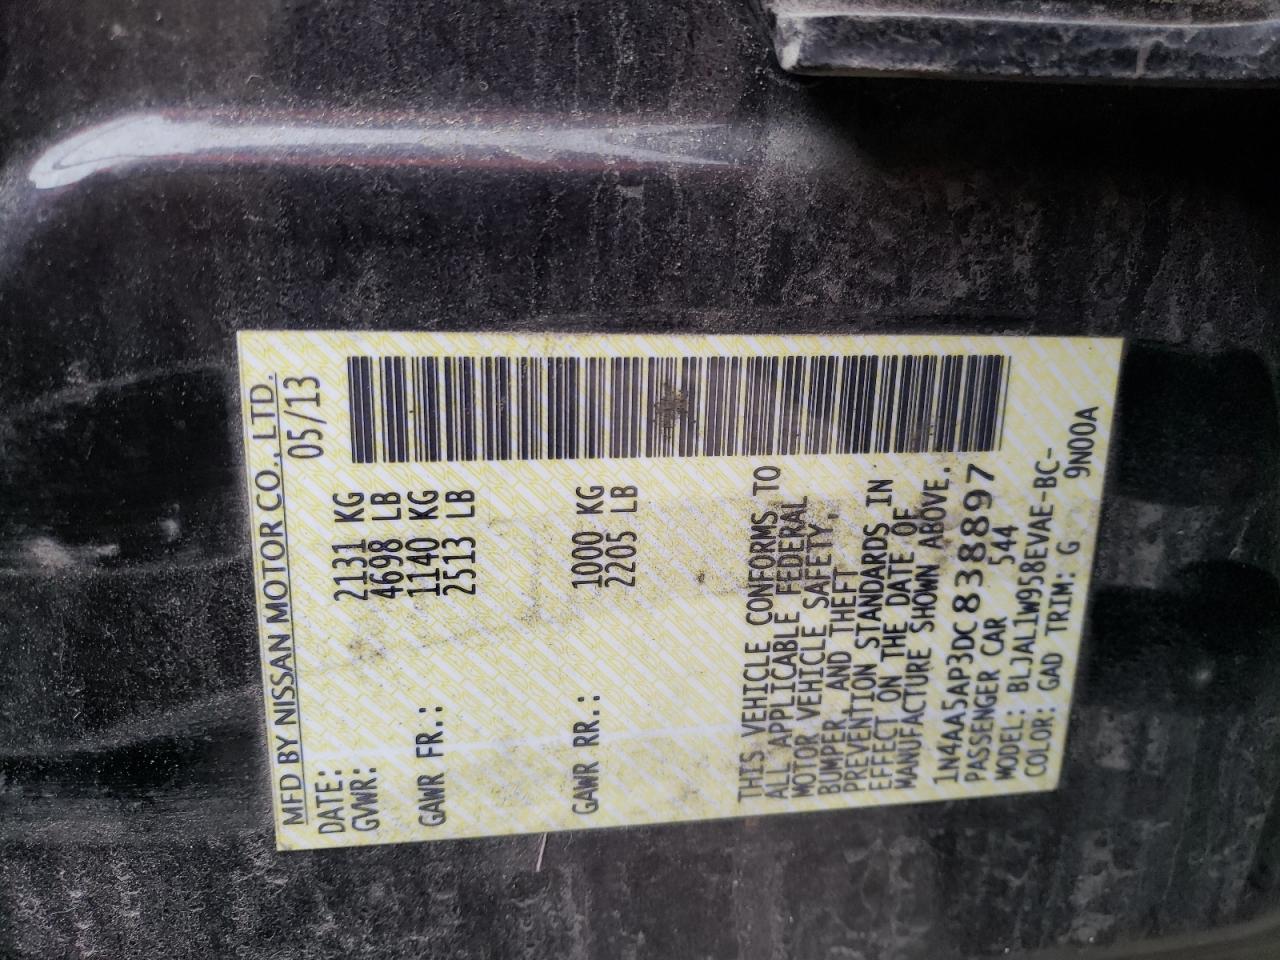 MFD BY NISSAN MOTOR CO., LTD.
DATE: 05/13
GVWR: 2131 KG
4698 LB
GAWR FR.: 1140 KG
2513 LB
GAWR RR.: 1000 KG
2205 LB
THIS VEHICLE CONFORMS TO
ALL APPLICABLE FEDERAL
MOTOR VEHICLE SAFETY,
BUMPER, AND THEFT
PREVENTION STANDARDS IN
EFFECT ON THE DATE OF
MANUFACTURE SHOWN ABOVE.
1N4AA5AP3DC838897
PASSENGER CAR 544
MODEL: BLJAL1W958EVAE-BC-
COLOR: GAD TRIM: G 9N00A